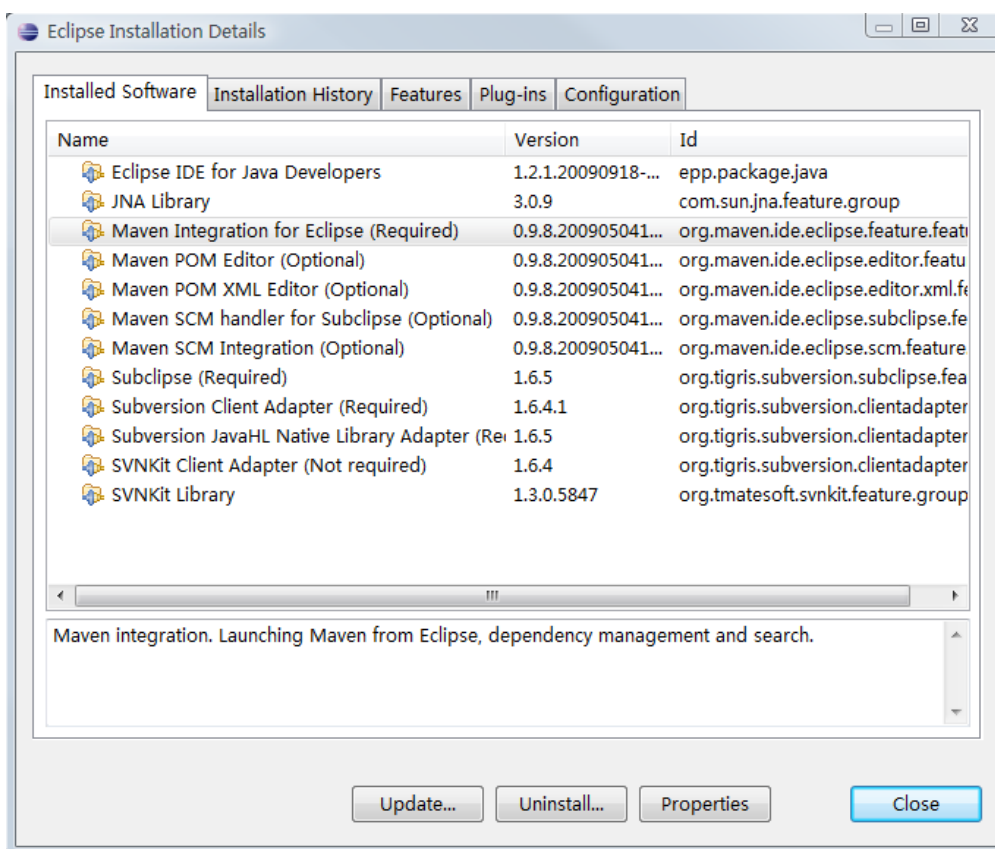 Eclipse Installation Details
Installed Software Installation History Features Plug-ins Configuration
Name Version Id
Eclipse IDE for Java Developers 1.2.1.20090918-... epp.package.java
JNA Library 3.0.9 com.sun.jna.feature.group
Maven Integration for Eclipse (Required) 0.9.8.200905041... org.maven.ide.eclipse.feature.featu
Maven POM Editor (Optional) 0.9.8.200905041... org.maven.ide.eclipse.editor.featu
Maven POM XML Editor (Optional) 0.9.8.200905041... org.maven.ide.eclipse.editor.xml.fe
Maven SCM handler for Subclipse (Optional) 0.9.8.200905041... org.maven.ide.eclipse.subclipse.fe
Maven SCM Integration (Optional) 0.9.8.200905041... org.maven.ide.eclipse.scm.feature.
Subclipse (Required) 1.6.5 org.tigris.subversion.subclipse.fea
Subversion Client Adapter (Required) 1.6.4.1 org.tigris.subversion.clientadapter
Subversion JavaHL Native Library Adapter (Re 1.6.5 org.tigris.subversion.clientadapter
SVNKit Client Adapter (Not required) 1.6.4 org.tigris.subversion.clientadapter
SVNKit Library 1.3.0.5847 org.tmatesoft.svnkit.feature.group
Maven integration. Launching Maven from Eclipse, dependency management and search.
Update... Uninstall... Properties Close